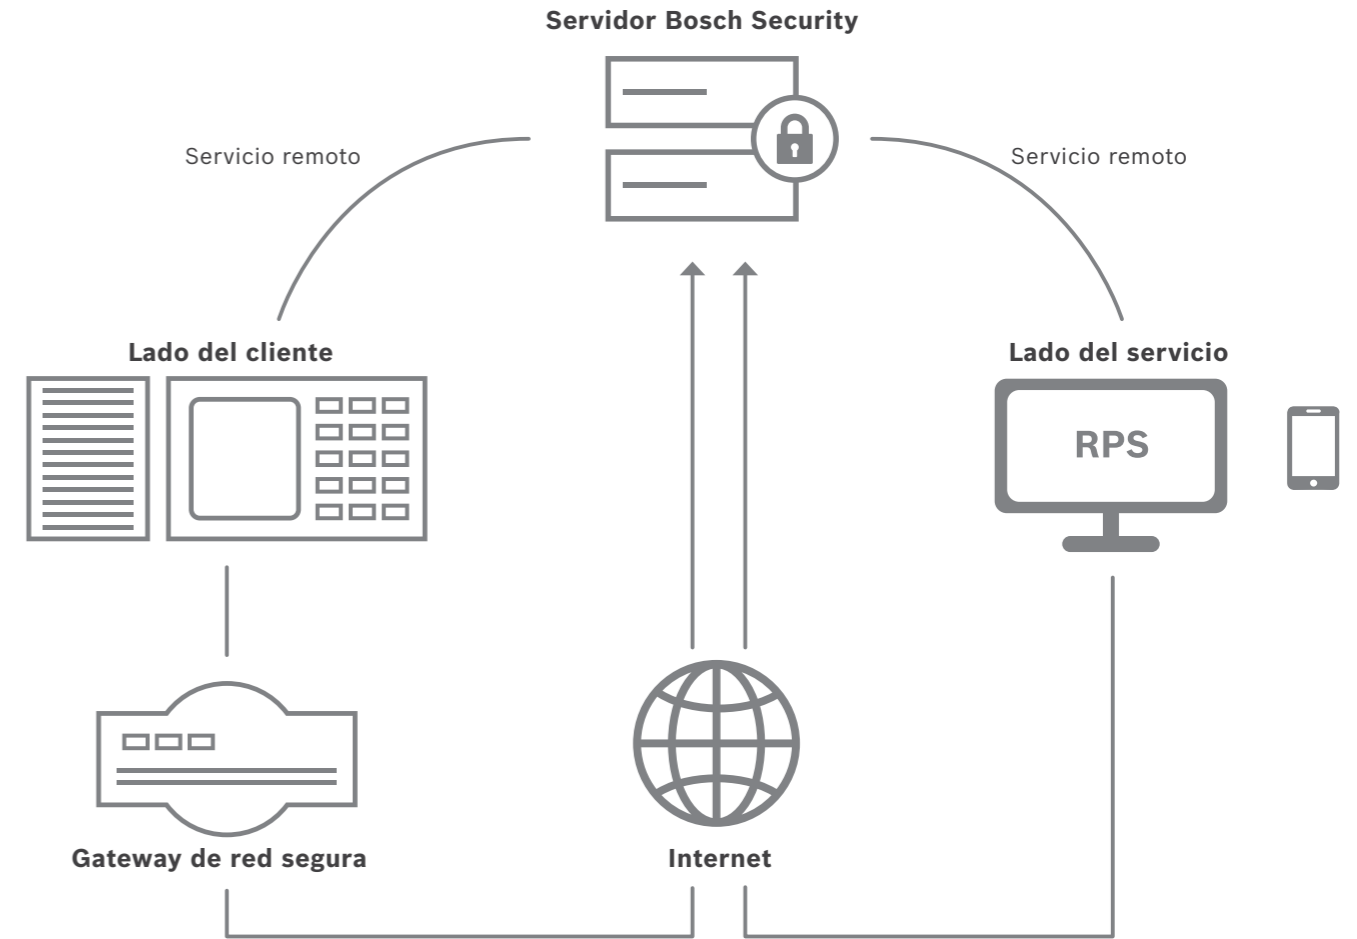 Servidor Bosch Security
Servicio remoto
Servicio remoto
Lado del cliente
Lado del servicio
RPS
Gateway de red segura
Internet